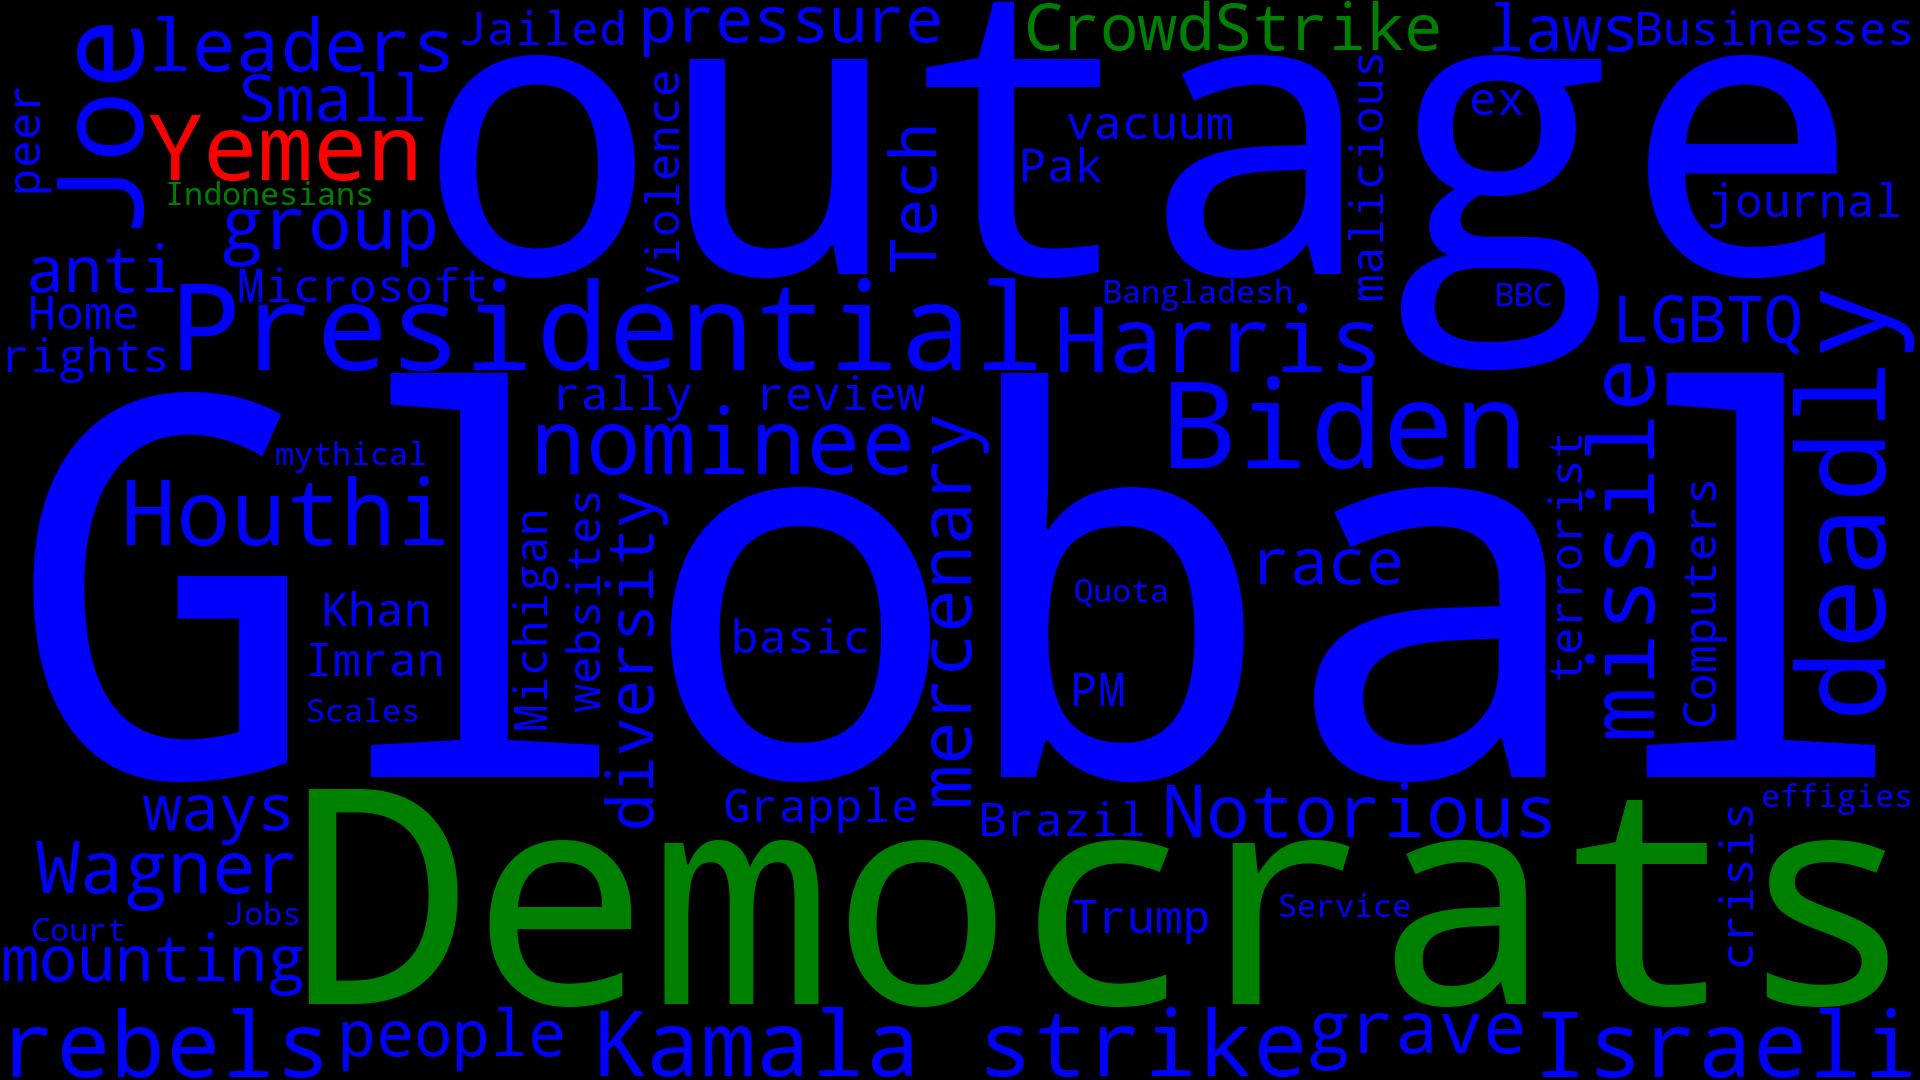 Joe
leaders
Jailed
pressure
CrowdStrike
laws
Businesses
peer
Small
outage
Violence
Tech
vacuum
Pak
malicious
ex
journal
Yemen
Indonesians
group
anti
Microsoft
Home
rights
Presidential
Bangladesh
Harris
BBC
LGBTQ
deadly
Global
mythical
rally
review
nominee
Biden
Houthi
Khan
Imran
Scales
Michigan
websites
diversity
basic
mercenary
Quota
PM
race
terrorist
missile
Computers
ways
Grapple
Brazil
Notorious
effigies
Wagner
Democrats
Court
Jobs
mounting
Trump
Service
crisis
rebels
people
Kamala
strike
grave
Israeli